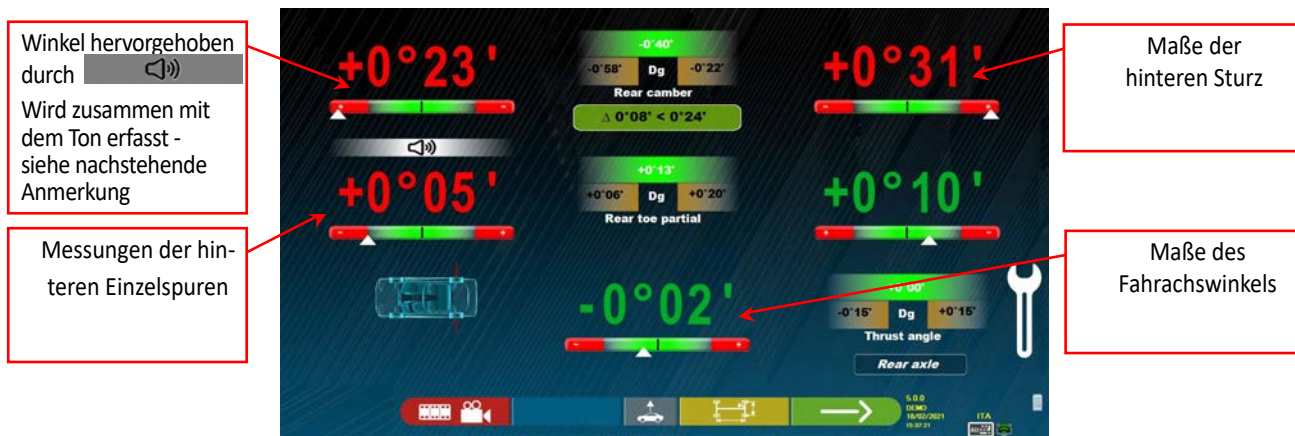 Winkel hervorgehoben
durch
Wird zusammen mit
dem Ton erfasst -
siehe nachstehende
Anmerkung
Messungen der hin-
teren Einzelspuren
+0°23'
-0°40'
-0°58' Dg -0°22'
Rear camber
Δ 0°08' < 0°24'
+0°31'
+ -
- +
+0°05'
+0°13'
+0°06' Dg +0°20'
Rear toe partial
+0°10'
- +
+ -
-0°02'
- +
+0°00'
-0°15' Dg +0°15'
Thrust angle
Rear axle
5.0.0
DEMO
18/02/2021
ITA
Maße der
hinteren Sturz
Maße des
Fahrachswinkels